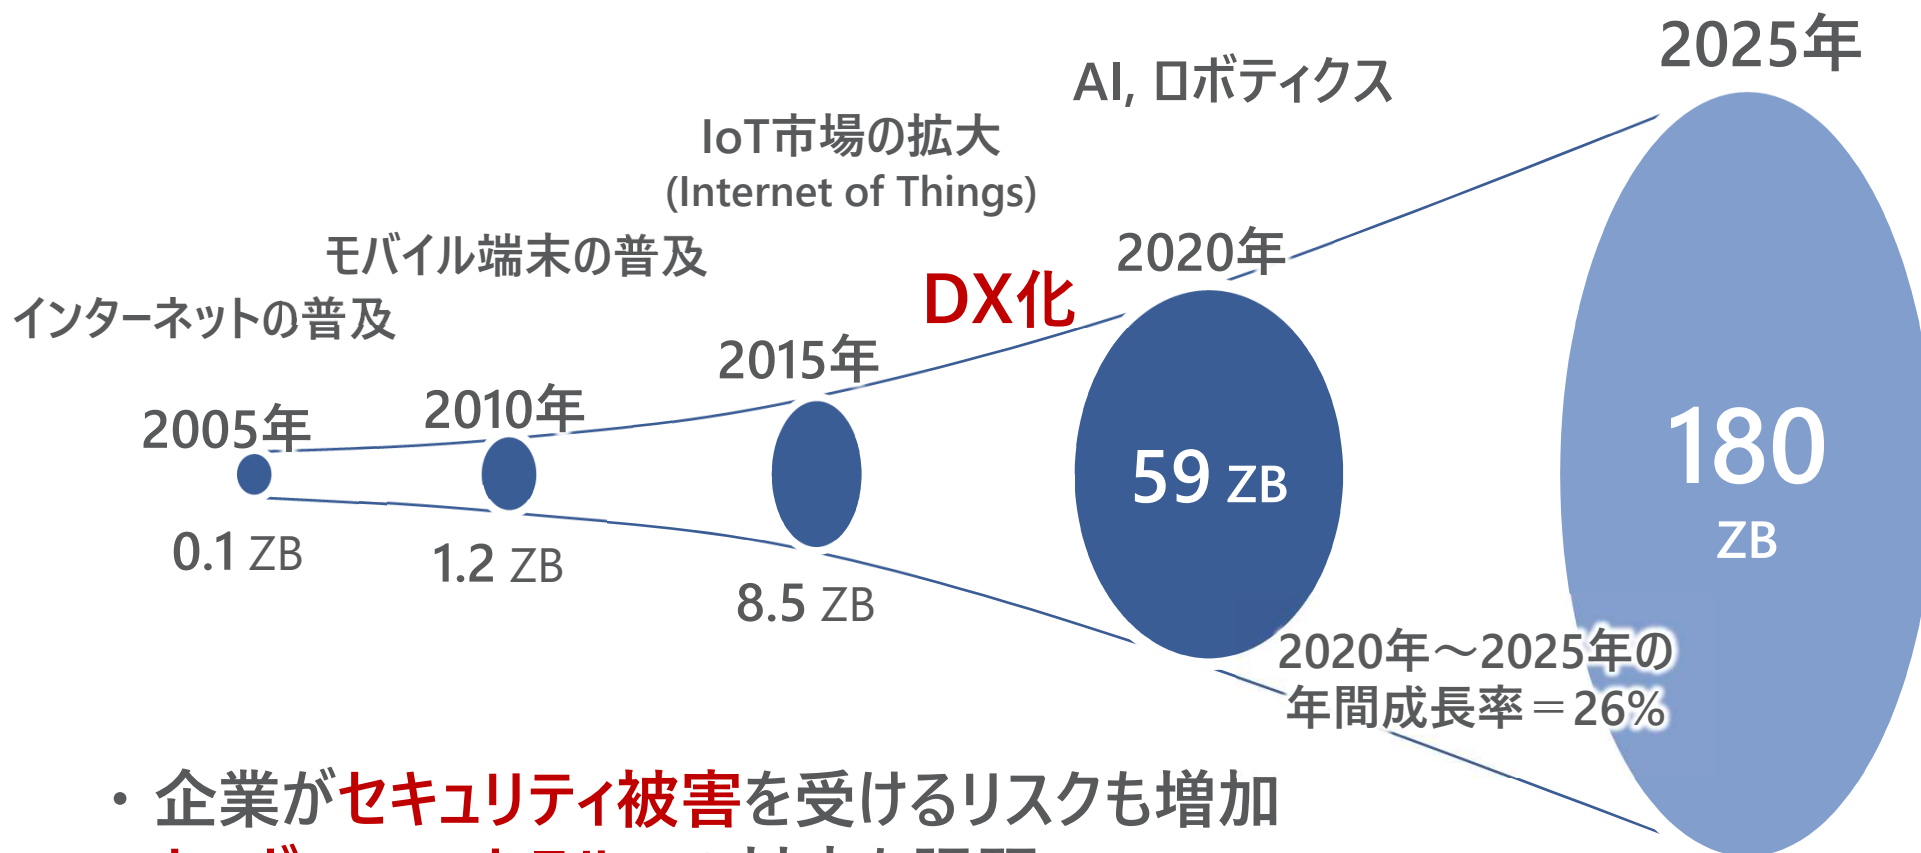 2025年
AI, ロボティクス
IoT市場の拡大
(Internet of Things)
2020年
モバイル端末の普及
DX化
インターネットの普及
2015年
2010年
2005年
180
ZB
59 ZB
0.1 ZB
1.2 ZB
8.5 ZB
2020年～2025年の
年間成長率＝26%
・企業がセキュリティ被害を受けるリスクも増加